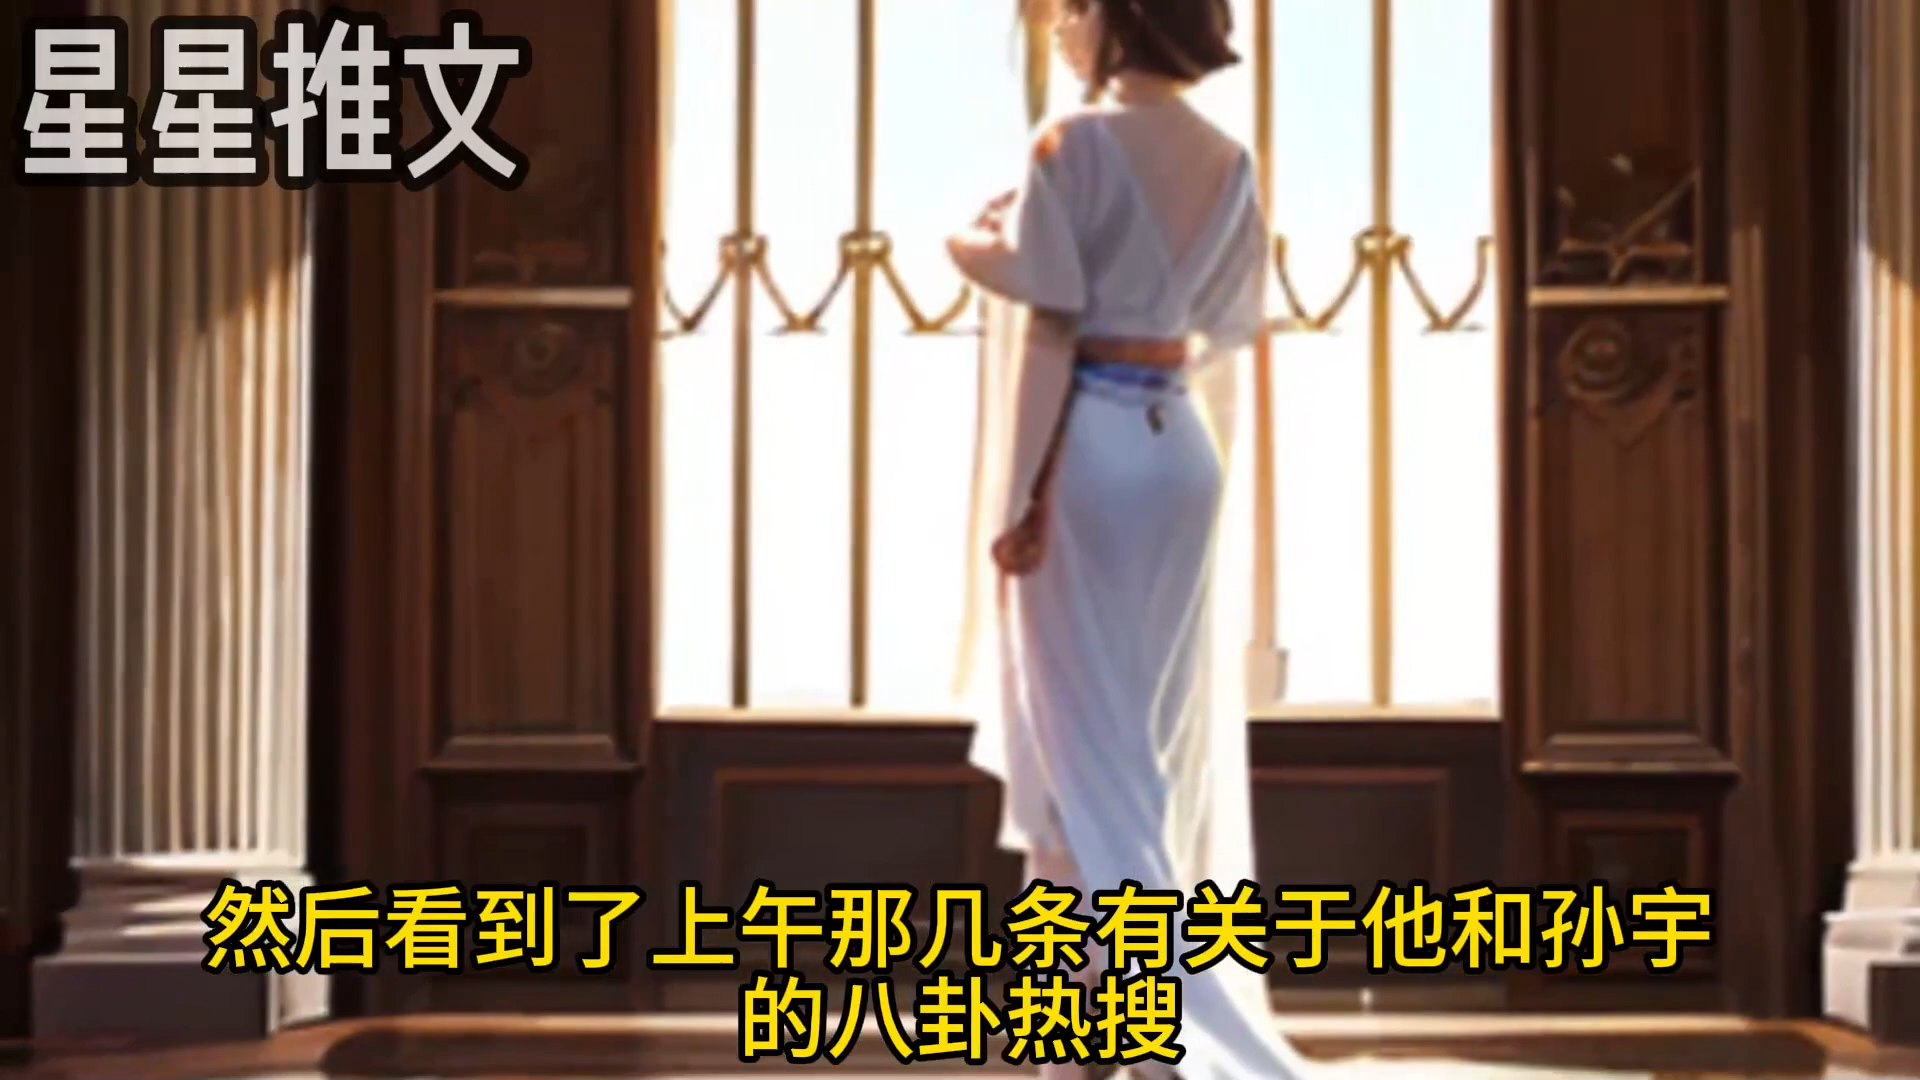 星星推文
然后看到了上午那几条有关于他和孙宇
的八卦热搜